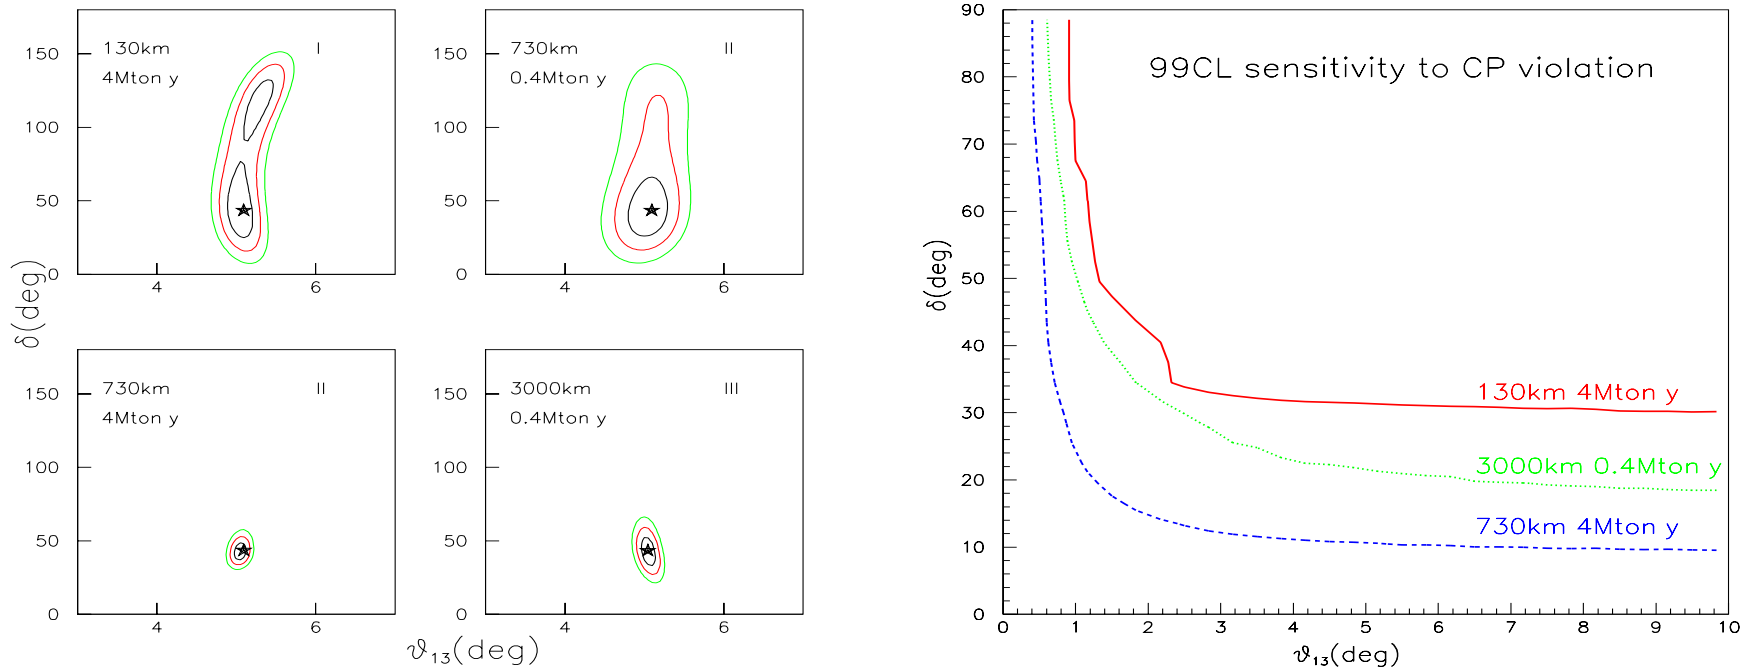 130km I
4Mton y
150
100
50
0
4 6
730km II
0.4Mton y
150
100
50
0
4 6
730km II
4Mton y
150
100
50
0
4 6
3000km III
0.4Mton y
150
100
50
0
4 6
δ(deg)
ϑ13(deg)
99CL sensitivity to CP violation
130km 4Mton y
3000km 0.4Mton y
730km 4Mton y
90
80
70
60
50
40
30
20
10
0
0 1 2 3 4 5 6 7 8 9 10
δ(deg)
ϑ13(deg)